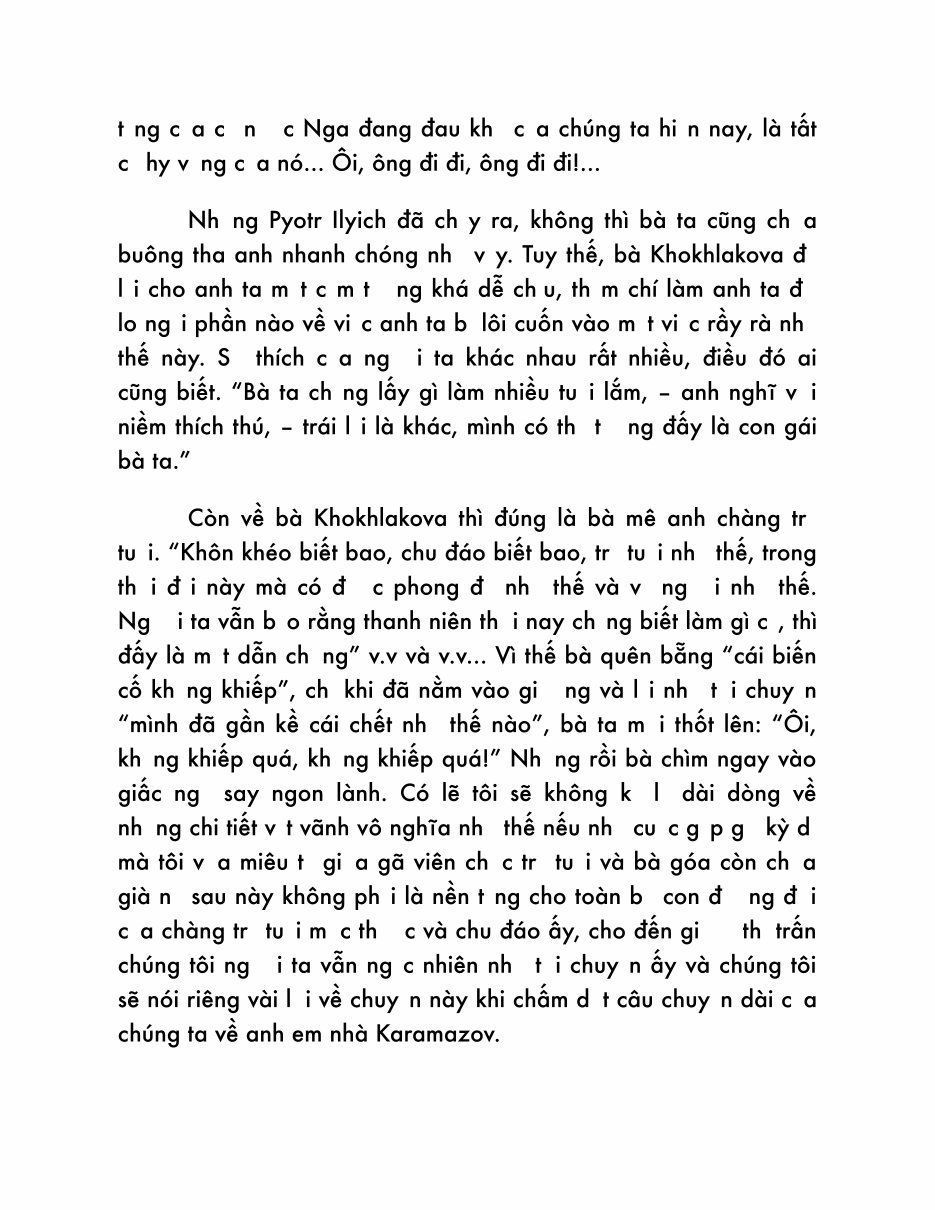 t ng c a c n  c Nga đang đau kh  c a chúng ta hi n nay, là tất
c  hy v ng c a nó... Ôi, ông đi đi, ông đi đi!...
Nh ng Pyotr Ilyich đã ch y ra, không thì bà ta cũng ch a
buông tha anh nhanh chóng nh  v y. Tuy thế, bà Khokhlakova đ
l i cho anh ta m t c m t  ng khá dễ ch u, th m chí làm anh ta đ
lo ng i phần nào về vi c anh ta b  lôi cuốn vào m t vi c rầy rà nh
thế này. S  thích c a ng  i ta khác nhau rất nhiều, điều đó ai
cũng biết. “Bà ta ch ng lấy gì làm nhiều tu i lắm, – anh nghĩ v i
niềm thích thú, – trái l i là khác, mình có th  t  ng đấy là con gái
bà ta.”
Còn về bà Khokhlakova thì đúng là bà mê anh chàng tr
tu i. “Khôn khéo biết bao, chu đáo biết bao, tr  tu i nh  thế, trong
th i đ i này mà có đ  c phong đ  nh  thế và v  ng  i nh  thế.
Ng  i ta vẫn b o rằng thanh niên th i nay ch ng biết làm gì c , thì
đấy là m t dẫn ch ng” v.v và v.v... Vì thế bà quên bẵng “cái biến
cố kh ng khiếp”, ch  khi đã nằm vào gi  ng và l i nh  t i chuy n
“mình đã gần kề cái chết nh  thế nào”, bà ta m i thốt lên: “Ôi,
kh ng khiếp quá, kh ng khiếp quá!” Nh ng rồi bà chìm ngay vào
giấc ng  say ngon lành. Có lẽ tôi sẽ không k  l  dài dòng về
nh ng chi tiết v t vãnh vô nghĩa nh  thế nếu nh  cu c g p g  kỳ d
mà tôi v a miêu t  gi a gã viên ch c tr  tu i và bà góa còn ch a
già n  sau này không ph i là nền t ng cho toàn b  con đ  ng đ i
c a chàng tr  tu i m c th  c và chu đáo ấy, cho đến gi   th  trấn
chúng tôi ng  i ta vẫn ng c nhiên nh  t i chuy n ấy và chúng tôi
sẽ nói riêng vài l i về chuy n này khi chấm d t câu chuy n dài c a
chúng ta về anh em nhà Karamazov.